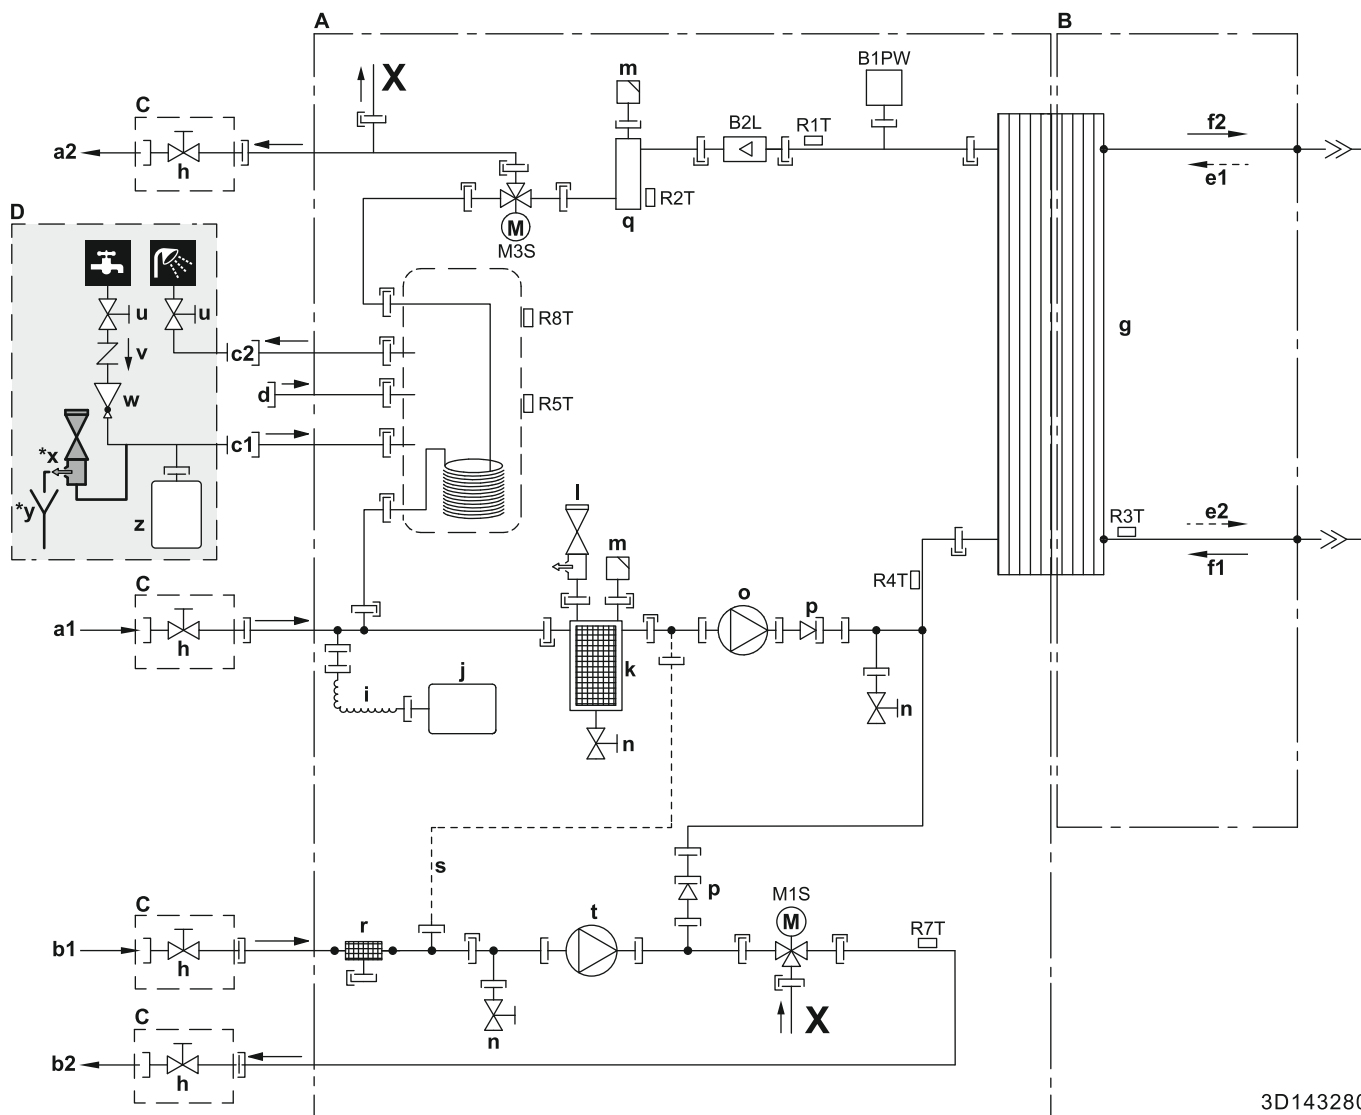 A
B
X
m
B1PW
C
B2L
R1T
f2
a2
h
e1
R2T
D
q
M
M3S
u
u
R8T
g
v
c2
w
d
R5T
*x
c1
*y
z
l
m
R3T
e2
C
o
R4T
p
f1
a1
h
k
i
j
n
n
s
p
C
r
t
M1S
M
R7T
b1
h
X
C
n
b2
h
3D143280